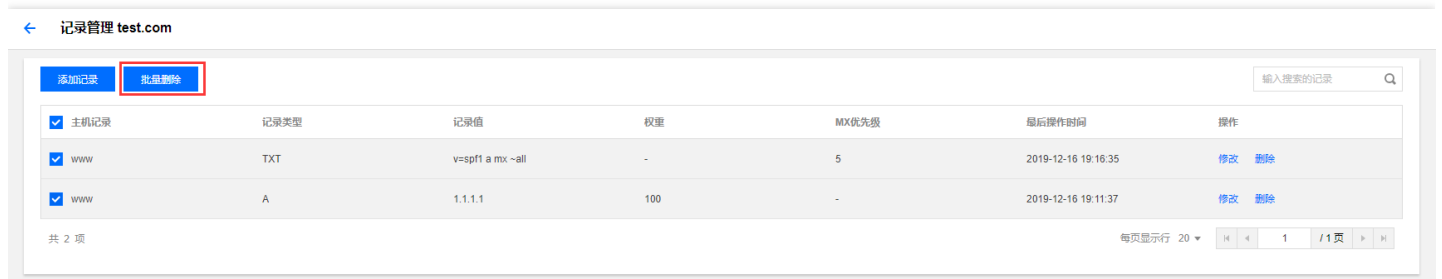 记录管理 test.com
添加记录 批量删除 输入搜索的记录
主机记录 记录类型 记录值 权重 MX优先级 最后操作时间 操作
www TXT v=spf1 a mx ~all - 5 2019-12-16 19:16:35 修改 删除
www A 1.1.1.1 100 - 2019-12-16 19:11:37 修改 删除
共 2 项 每页显示行 20 1 / 1 页